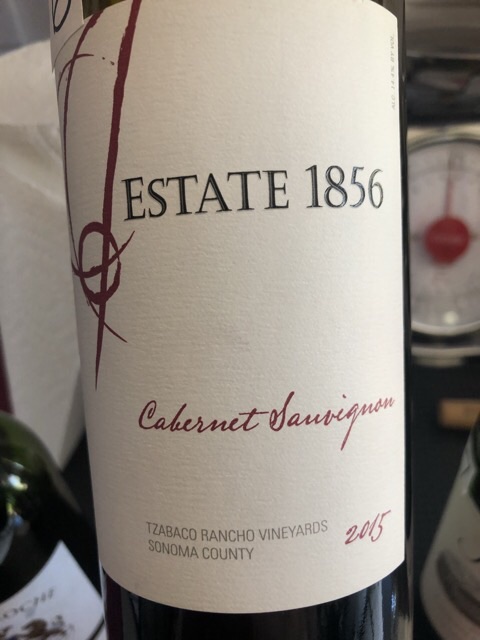 ESTATE 1856
Cabernet Sauvignon
TZABACO RANCHO VINEYARDS
SONOMA COUNTY
2015